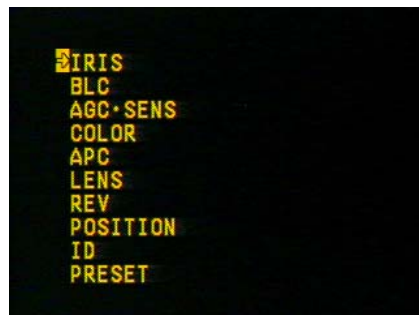 IRIS
BLC
AGC·SENS
COLOR
APC
LENS
REV
POSITION
ID
PRESET